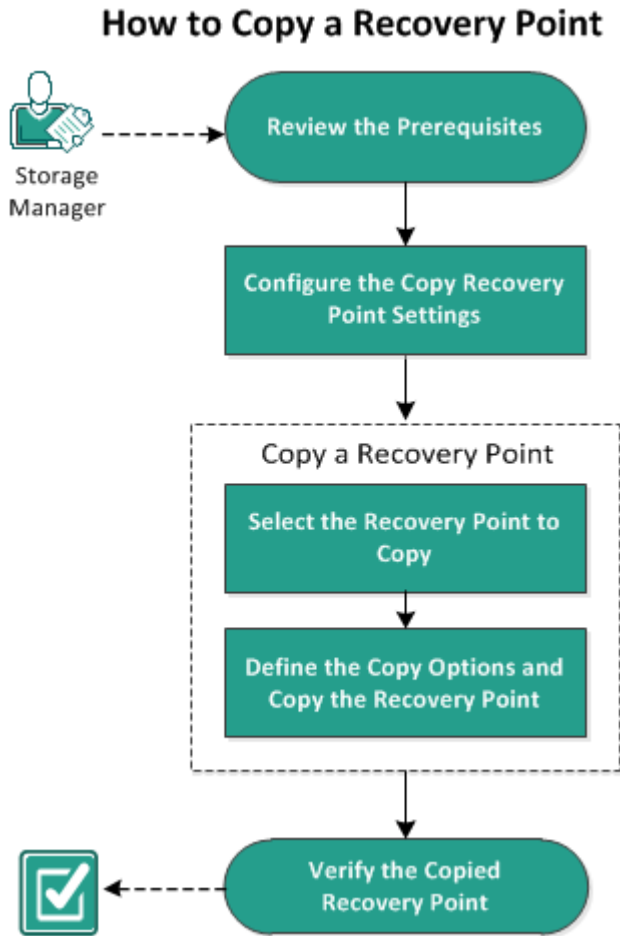 How to Copy a Recovery Point
Storage
Manager
Review the Prerequisites
Configure the Copy Recovery
Point Settings
Copy a Recovery Point
Select the Recovery Point to
Copy
Define the Copy Options and
Copy the Recovery Point
Verify the Copied
Recovery Point